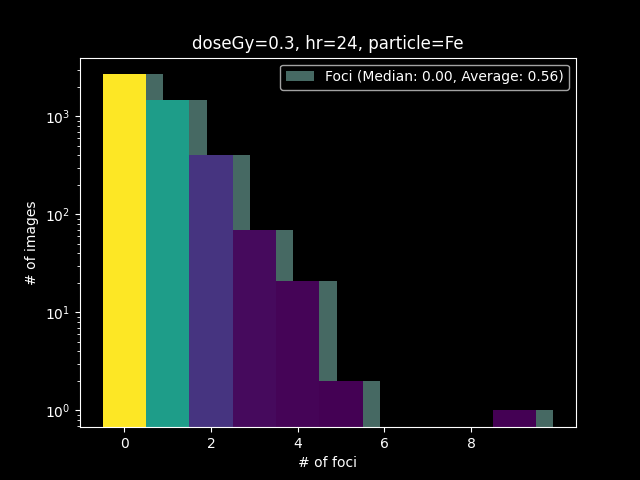 doseGy=0.3, hr=24, particle=Fe
Foci (Median: 0.00, Average: 0.56)
10³
10²
10¹
10⁰
# of images
0 2 4 6 8
# of foci